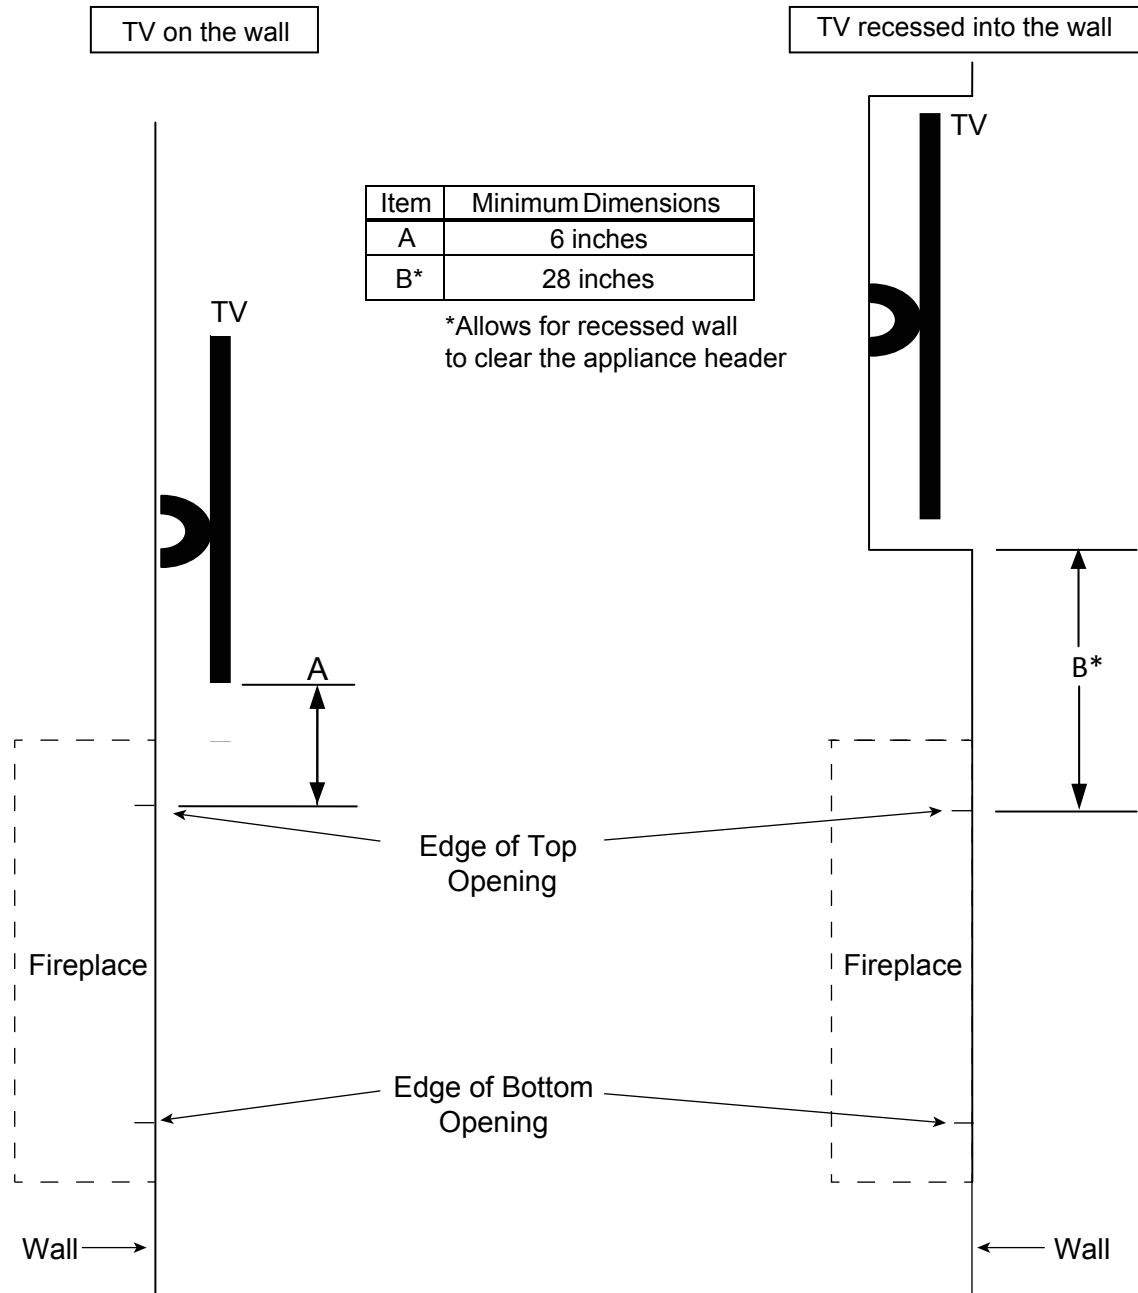 TV on the wall
TV recessed into the wall
TV
Item Minimum Dimensions
A 6 inches
B* 28 inches
*Allows for recessed wall
to clear the appliance header
TV
A
B*
Edge of Top
Opening
Fireplace
Fireplace
Edge of Bottom
Opening
Wall
Wall